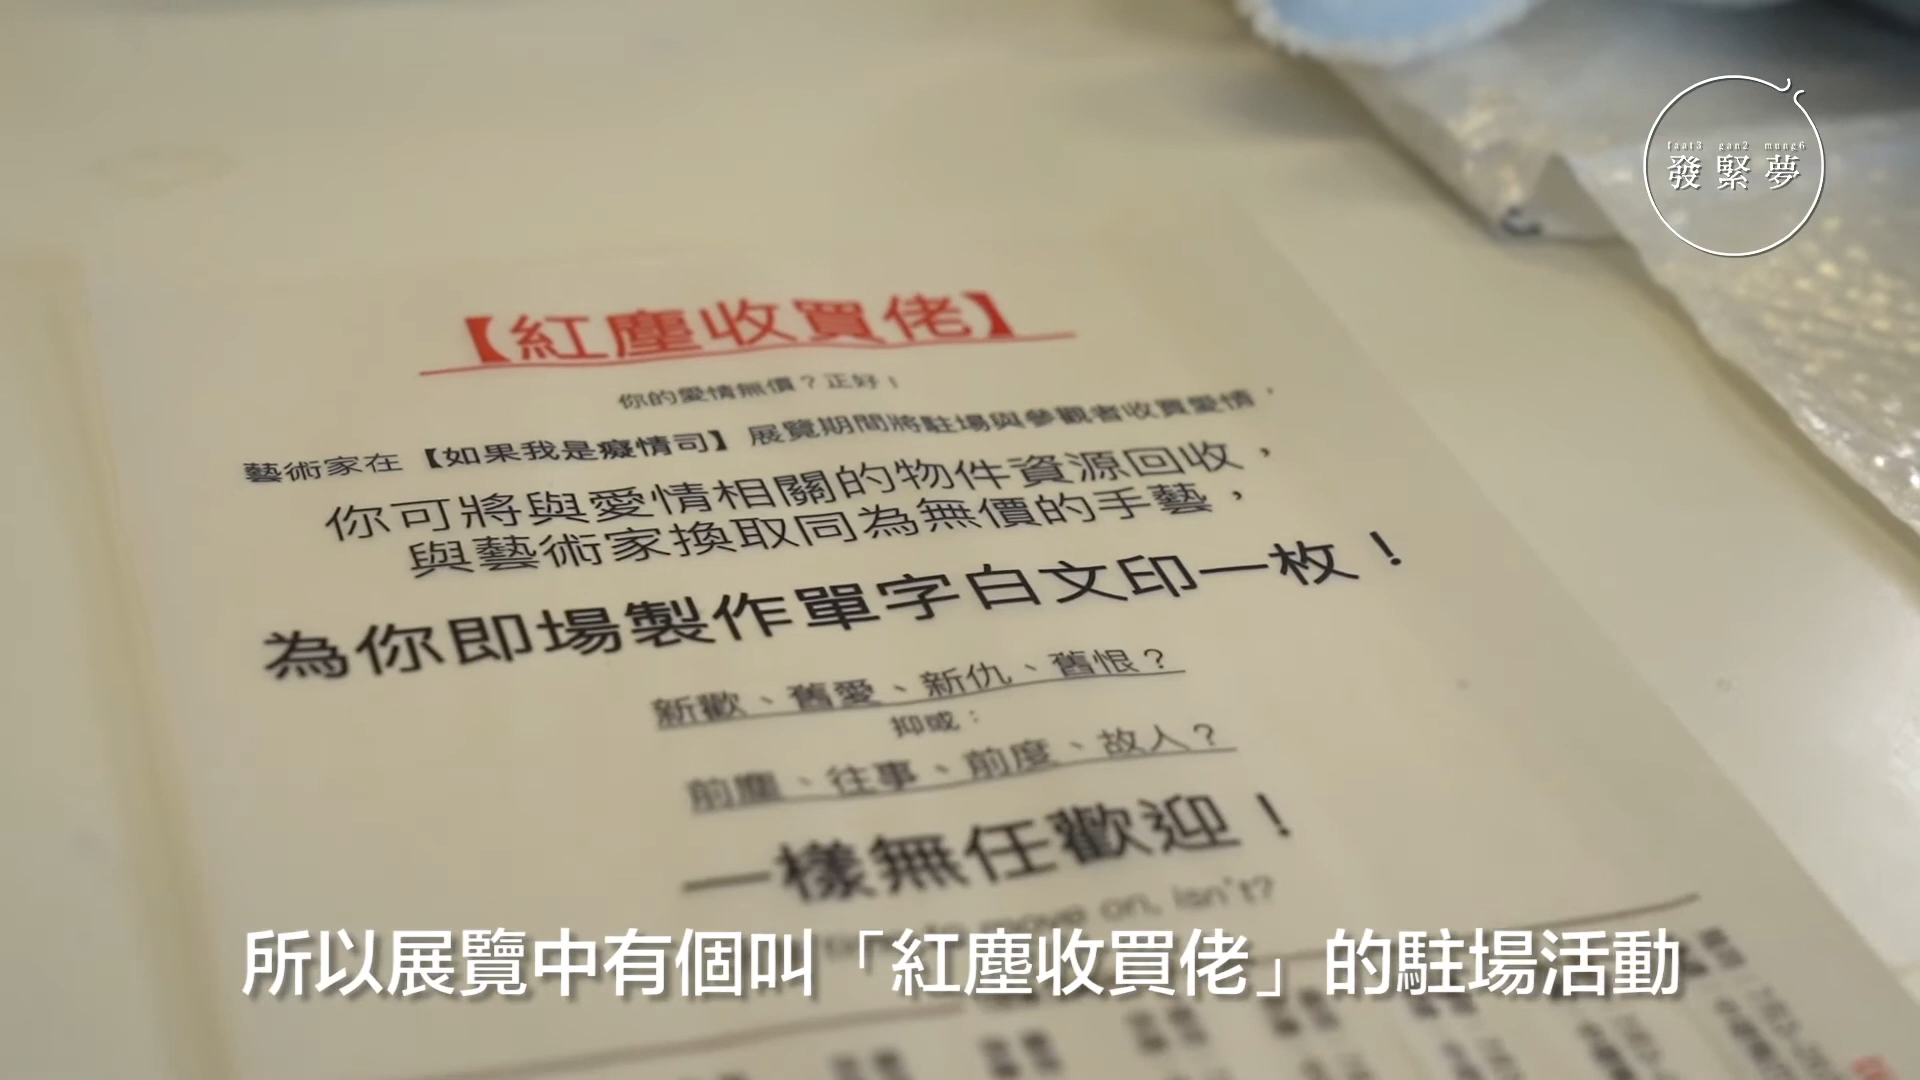 faat3 gan2 mung6
發緊夢
【紅塵收買佬】
你的愛情無價？正好！
藝術家在【如果我是癡情司】展覽期間將駐場與參觀者收買愛情，
你可將與愛情相關的物件資源回收，
與藝術家換取同為無價的手藝，
為你即場製作單字白文印一枚！
新歡、舊愛、新仇、舊恨？
抑或：
前塵、往事、前度、故人？
一樣無任歡迎！
move on, isn't?
所以展覽中有個叫「紅塵收買佬」的駐場活動